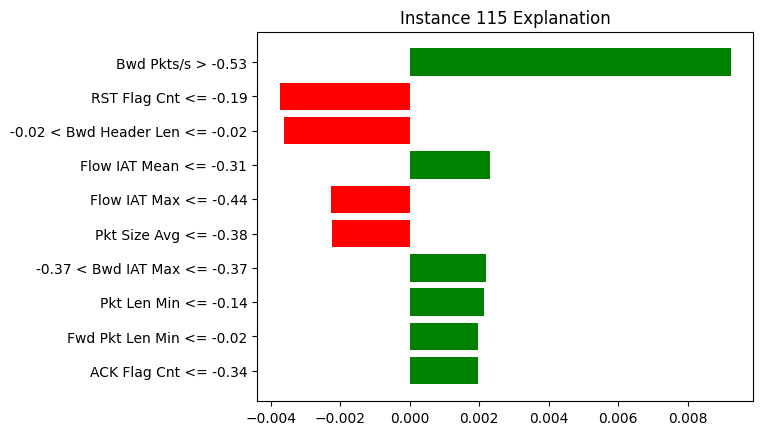 Instance 115 Explanation
Bwd Pkts/s > -0.53
RST Flag Cnt <= -0.19
-0.02 < Bwd Header Len <= -0.02
Flow IAT Mean <= -0.31
Flow IAT Max <= -0.44
Pkt Size Avg <= -0.38
-0.37 < Bwd IAT Max <= -0.37
Pkt Len Min <= -0.14
Fwd Pkt Len Min <= -0.02
ACK Flag Cnt <= -0.34
−0.004 −0.002 0.000 0.002 0.004 0.006 0.008